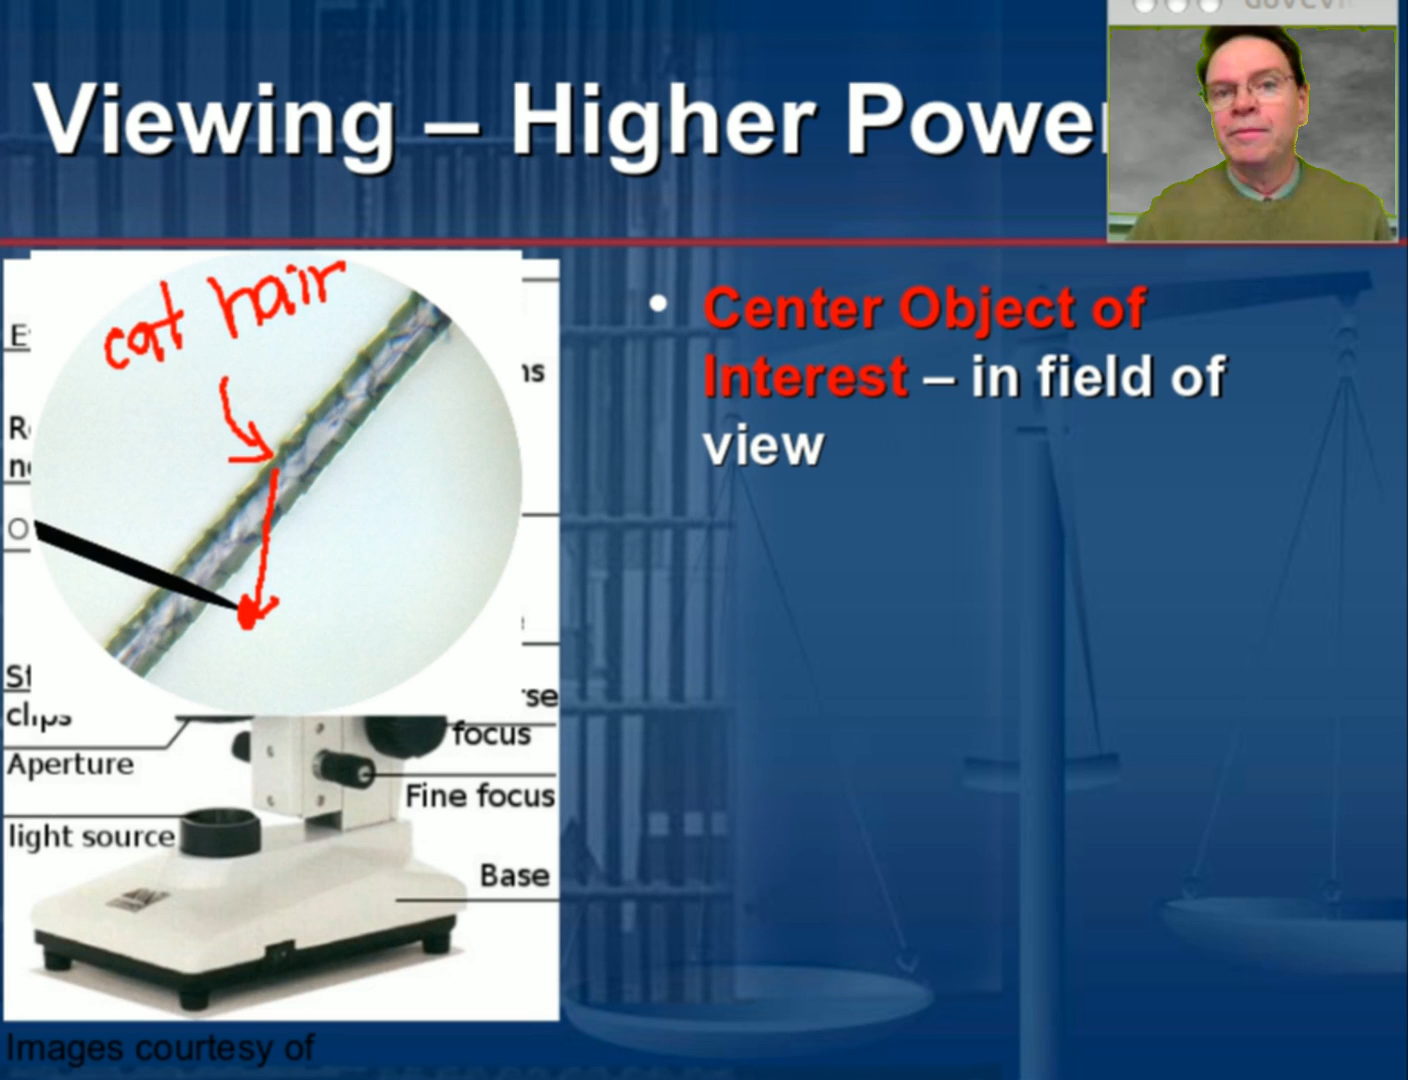 Viewing – Higher Power
cat hair
• Center Object of
Interest – in field of
view
clips
focus
Aperture
Fine focus
light source
Base
Images courtesy of